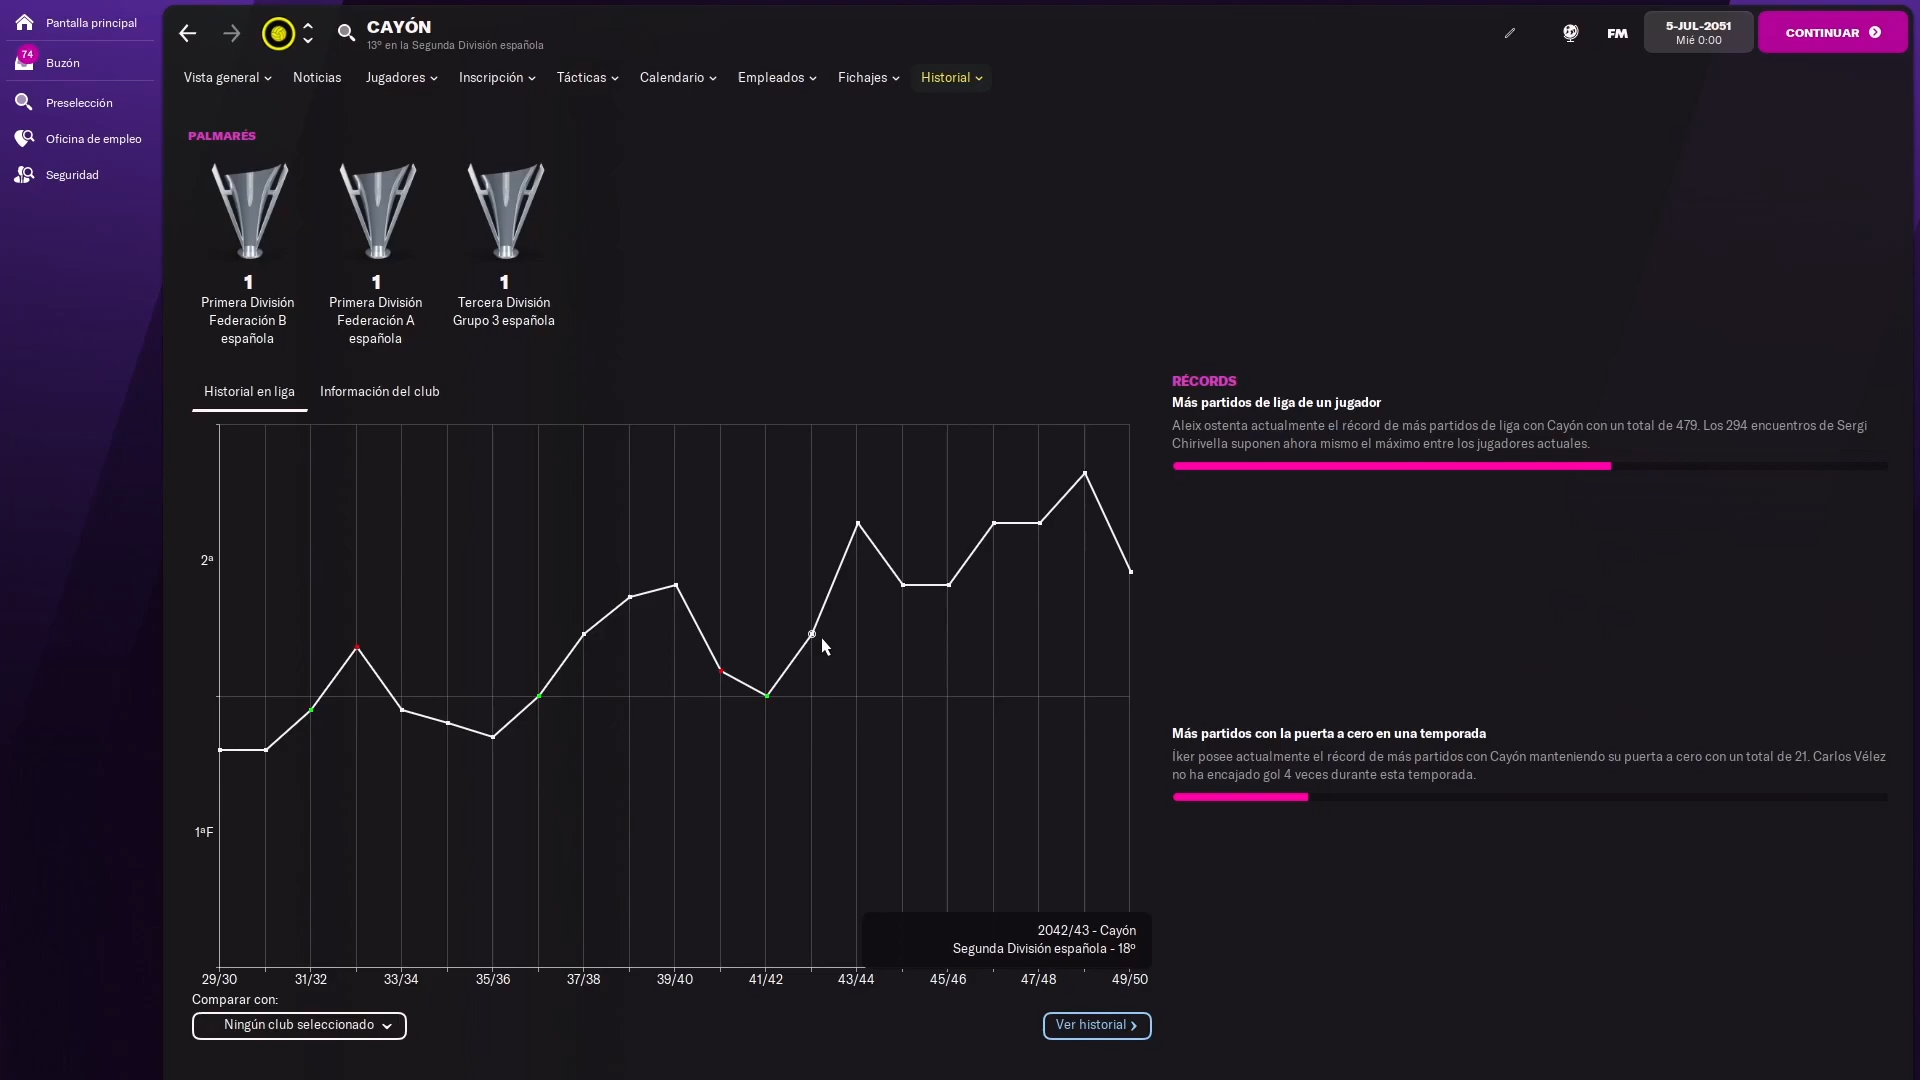 Pantalla principal
74
Buzón
Preselección
Oficina de empleo
Seguridad
CAYÓN
13º en la Segunda División española
FM
5-JUL-2051
Mié 0:00
CONTINUAR
Vista general
Noticias
Jugadores
Inscripción
Tácticas
Calendario
Empleados
Fichajes
Historial
PALMARÉS
1
Primera División
Federación B
española
1
Primera División
Federación A
española
1
Tercera División
Grupo 3 española
Historial en liga
Información del club
2ª
1ªF
2042/43 - Cayón
Segunda División española - 18º
29/30
31/32
33/34
35/36
37/38
39/40
41/42
43/44
45/46
47/48
49/50
Comparar con:
Ningún club seleccionado
Ver historial
RÉCORDS
Más partidos de liga de un jugador
Aleix ostenta actualmente el récord de más partidos de liga con Cayón con un total de 479. Los 294 encuentros de Sergi
Chirivella suponen ahora mismo el máximo entre los jugadores actuales.
Más partidos con la puerta a cero en una temporada
Íker posee actualmente el récord de más partidos con Cayón manteniendo su puerta a cero con un total de 21. Carlos Vélez
no ha encajado gol 4 veces durante esta temporada.